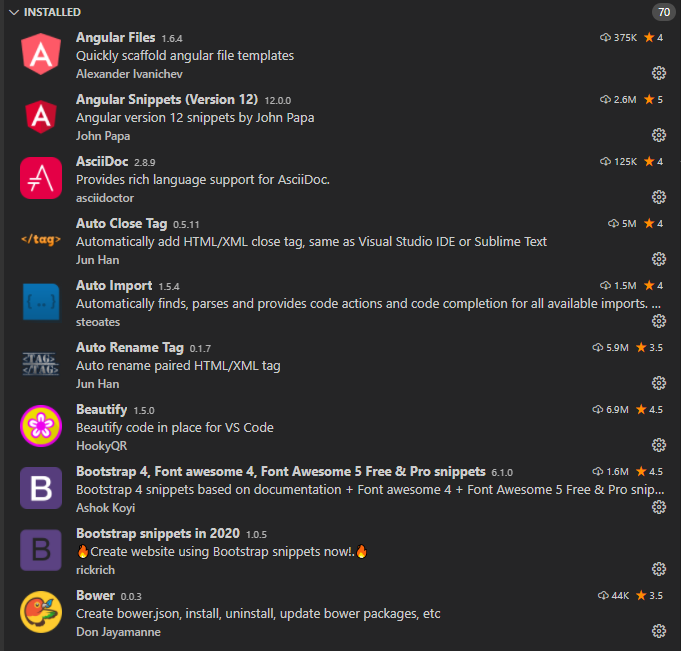 INSTALLED 70
Angular Files 1.6.4 375K 4
Quickly scaffold angular file templates
Alexander Ivanichev
Angular Snippets (Version 12) 12.0.0 2.6M 5
Angular version 12 snippets by John Papa
John Papa
AsciiDoc 2.8.9 125K 4
Provides rich language support for AsciiDoc.
asciidoctor
Auto Close Tag 0.5.11 5M 4
</tag>
Automatically add HTML/XML close tag, same as Visual Studio IDE or Sublime Text
Jun Han
Auto Import 1.5.4 1.5M 4
{..}
Automatically finds, parses and provides code actions and code completion for all available imports. ...
steoates
Auto Rename Tag 0.1.7 5.9M 3.5
<TAG>
</TAG>
Auto rename paired HTML/XML tag
Jun Han
Beautify 1.5.0 6.9M 4.5
Beautify code in place for VS Code
HookyQR
Bootstrap 4, Font awesome 4, Font Awesome 5 Free & Pro snippets 6.1.0 1.6M 4.5
B
Bootstrap 4 snippets based on documentation + Font awesome 4 + Font Awesome 5 Free & Pro snip...
Ashok Koyi
Bootstrap snippets in 2020 1.0.5
B
🔥Create website using Bootstrap snippets now!.🔥
rickrich
Bower 0.0.3 44K 3.5
Create bower.json, install, uninstall, update bower packages, etc
Don Jayamanne